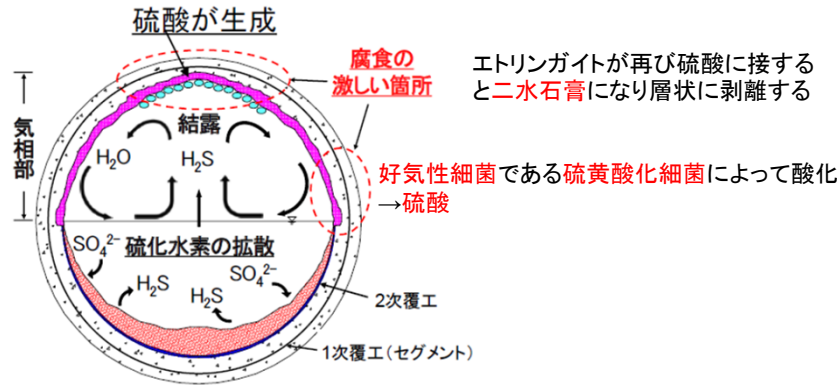 硫酸が生成
腐食の
激しい箇所
エトリンガイトが再び硫酸に接する
と二水石膏になり層状に剥離する
気相部
結露
H₂O
H₂S
好気性細菌である硫黄酸化細菌によって酸化
→硫酸
SO₄²⁻
硫化水素の拡散
H₂S
H₂S
SO₄²⁻
2次覆工
1次覆工(セグメント)